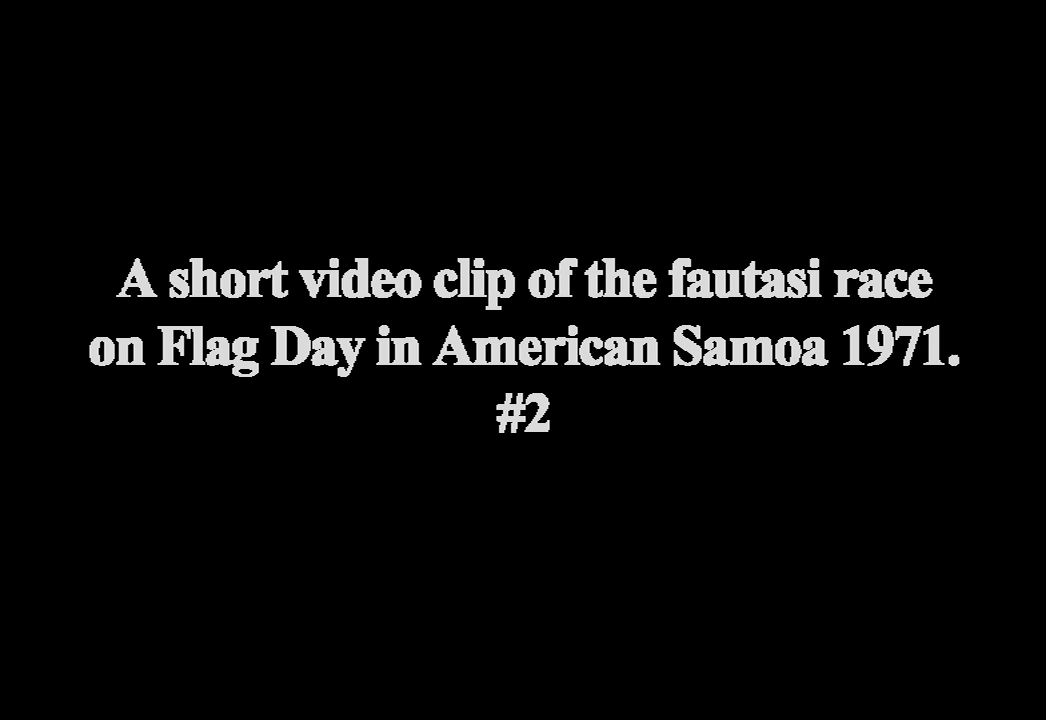 A short video clip of the fautasi race
on Flag Day in American Samoa 1971.
#2